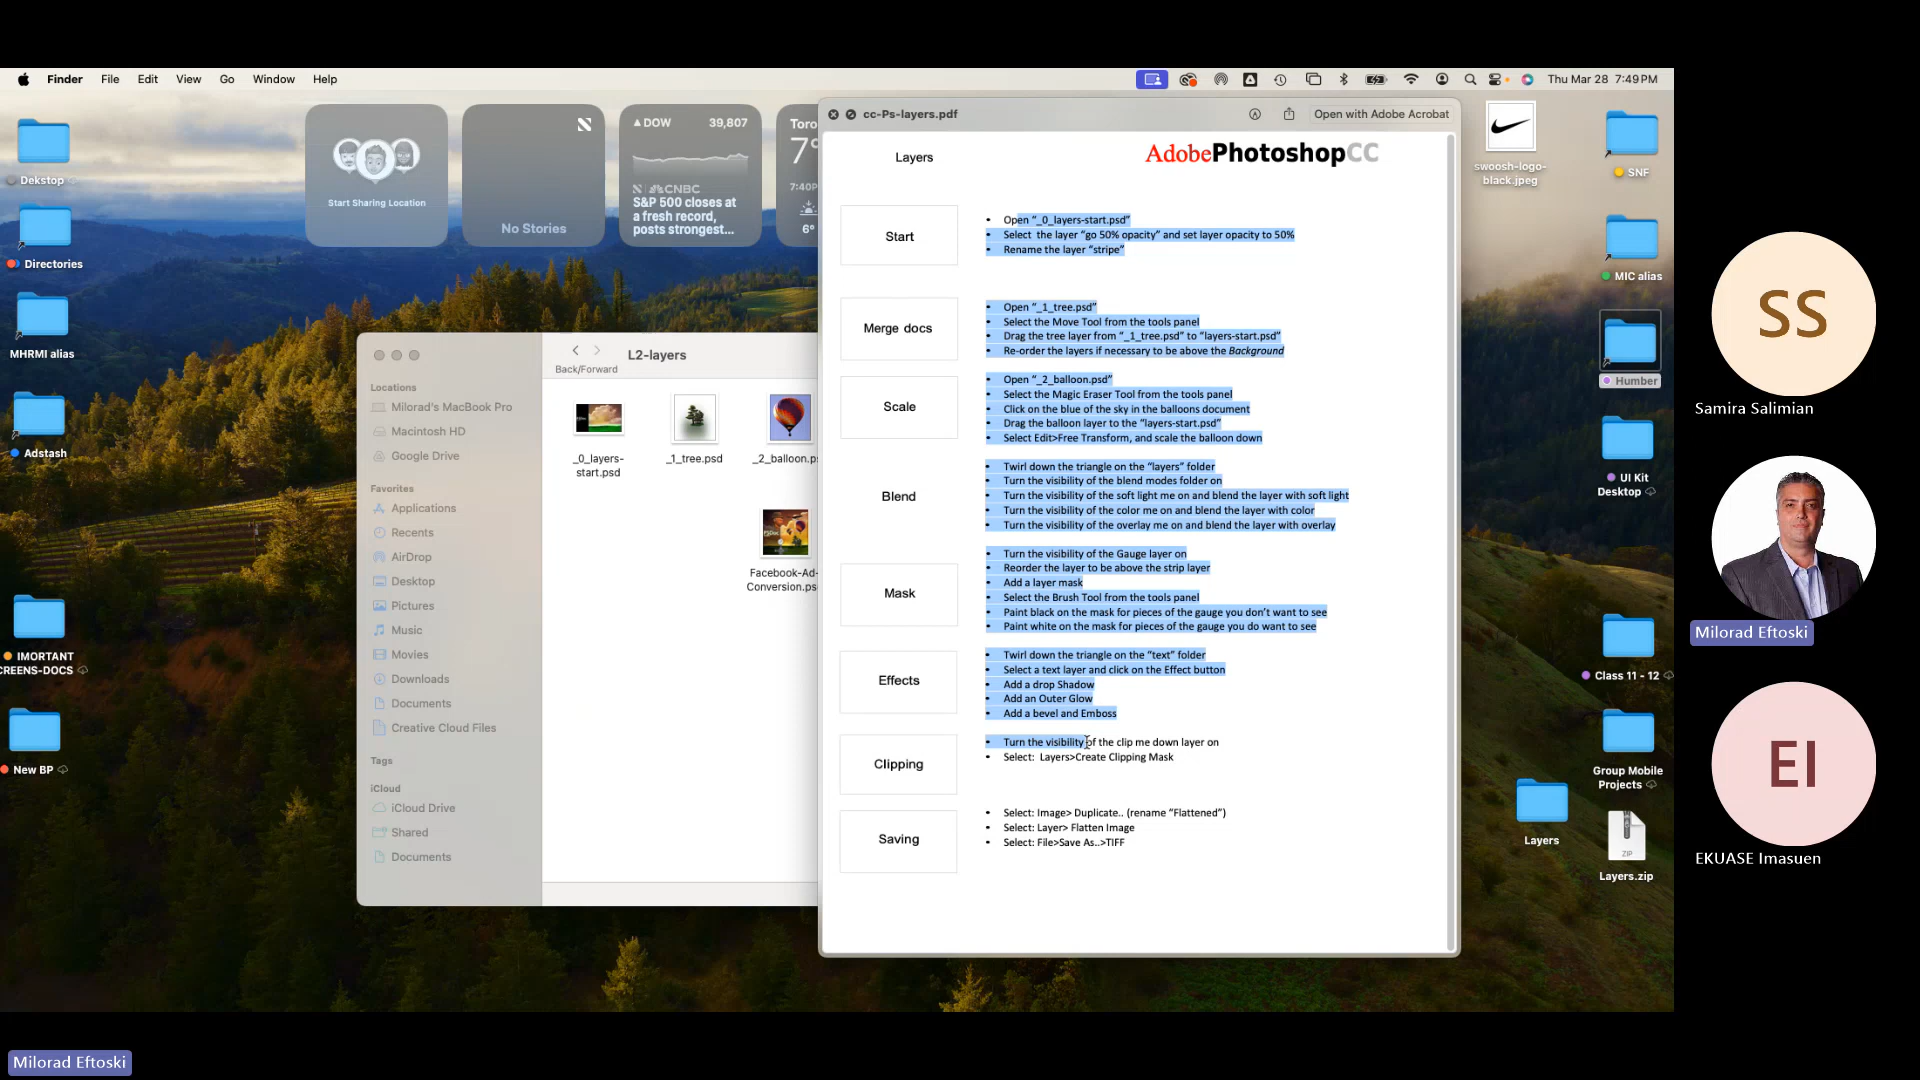 Finder File Edit View Go Window Help
Thu Mar 28 7:49 PM
Dekstop
Directories
MHRMI alias
Adstash
IMORTANT
CREENS-DOCS
New BP
Start Sharing Location
No Stories
▲DOW 39,807
CNBC
S&P 500 closes at
a fresh record,
posts strongest...
Toro
7°
7:40P
6°
L2-layers
Back/Forward
Locations
Milorad's MacBook Pro
Macintosh HD
Google Drive
Favorites
Applications
Recents
AirDrop
Desktop
Pictures
Music
Movies
Downloads
Documents
Creative Cloud Files
Tags
iCloud
iCloud Drive
Shared
Documents
_0_layers-
start.psd
_1_tree.psd
_2_balloon.ps
Facebook-Ad-
Conversion.ps
cc-Ps-layers.pdf
Open with Adobe Acrobat
Layers
AdobePhotoshopCC
Start
• Open “_0_layers-start.psd”
• Select the layer “go 50% opacity” and set layer opacity to 50%
• Rename the layer “stripe”
Merge docs
• Open “_1_tree.psd”
• Select the Move Tool from the tools panel
• Drag the tree layer from “_1_tree.psd” to “layers-start.psd”
• Re-order the layers if necessary to be above the Background
Scale
• Open “_2_balloon.psd”
• Select the Magic Eraser Tool from the tools panel
• Click on the blue of the sky in the balloons document
• Drag the balloon layer to the “layers-start.psd”
• Select Edit>Free Transform, and scale the balloon down
Blend
• Twirl down the triangle on the “layers” folder
• Turn the visibility of the blend modes folder on
• Turn the visibility of the soft light me on and blend the layer with soft light
• Turn the visibility of the color me on and blend the layer with color
• Turn the visibility of the overlay me on and blend the layer with overlay
Mask
• Turn the visibility of the Gauge layer on
• Reorder the layer to be above the strip layer
• Add a layer mask
• Select the Brush Tool from the tools panel
• Paint black on the mask for pieces of the gauge you don’t want to see
• Paint white on the mask for pieces of the gauge you do want to see
Effects
• Twirl down the triangle on the “text” folder
• Select a text layer and click on the Effect button
• Add a drop Shadow
• Add an Outer Glow
• Add a bevel and Emboss
Clipping
• Turn the visibility of the clip me down layer on
• Select: Layers>Create Clipping Mask
Saving
• Select: Image> Duplicate.. (rename “Flattened”)
• Select: Layer> Flatten Image
• Select: File>Save As..>TIFF
swoosh-logo-
black.jpeg
SNF
MIC alias
Humber
UI Kit
Desktop
Class 11 - 12
Group Mobile
Projects
Layers
ZIP
Layers.zip
SS
Samira Salimian
Milorad Eftoski
EI
EKUASE Imasuen
Milorad Eftoski